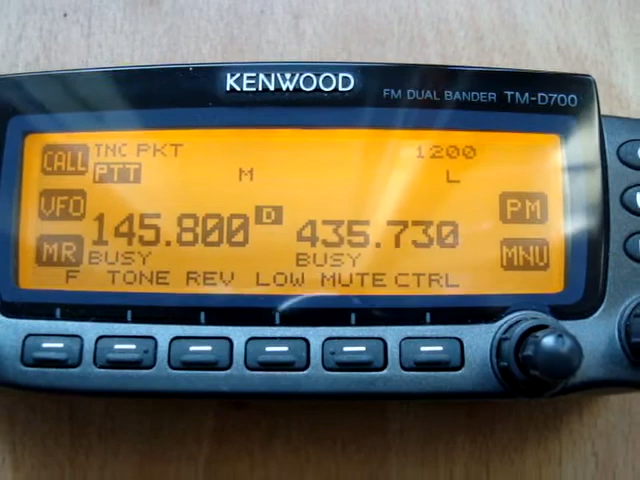 KENWOOD
FM DUAL BANDER TM-D700
CALL TNC PKT 1200
PTT M L
VFO PM
145.800 D 435.730
MR BUSY BUSY MNU
F TONE REV LOW MUTE CTRL